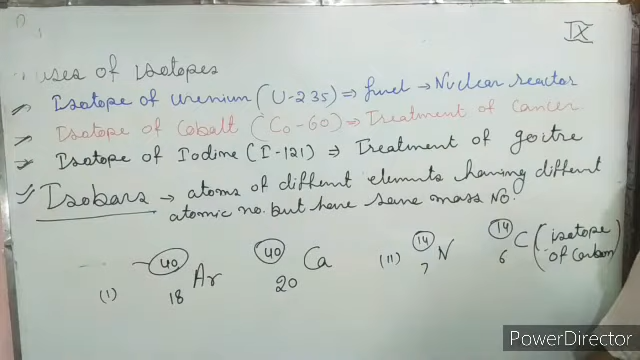 IX
uses of isotopes
Isotope of urenium (U-235) ⇒ fuel → Nuclear reactor
Isotope of Cobalt (Co-60) ⇒ Treatment of Cancer
Isotope of Iodine (I-121) ⇒ Treatment of goitre
Isobars → atoms of different elements having different
atomic no. but have same mass No.
(i) 40 18 Ar 40 20 Ca (ii) 14 7 N 14 6 C (isotope
of Carbon)
PowerDirector